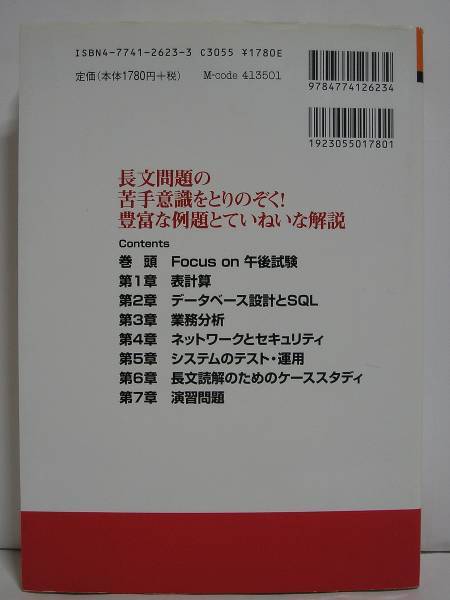 ISBN4-7741-2623-3 C3055 ¥1780E
定価(本体1780円+税) M-code 413501
9784774126234
1923055017801
長文問題の
苦手意識をとりのぞく!
豊富な例題とていねいな解説
Contents
巻 頭 Focus on 午後試験
第1章 表計算
第2章 データベース設計とSQL
第3章 業務分析
第4章 ネットワークとセキュリティ
第5章 システムのテスト・運用
第6章 長文読解のためのケーススタディ
第7章 演習問題